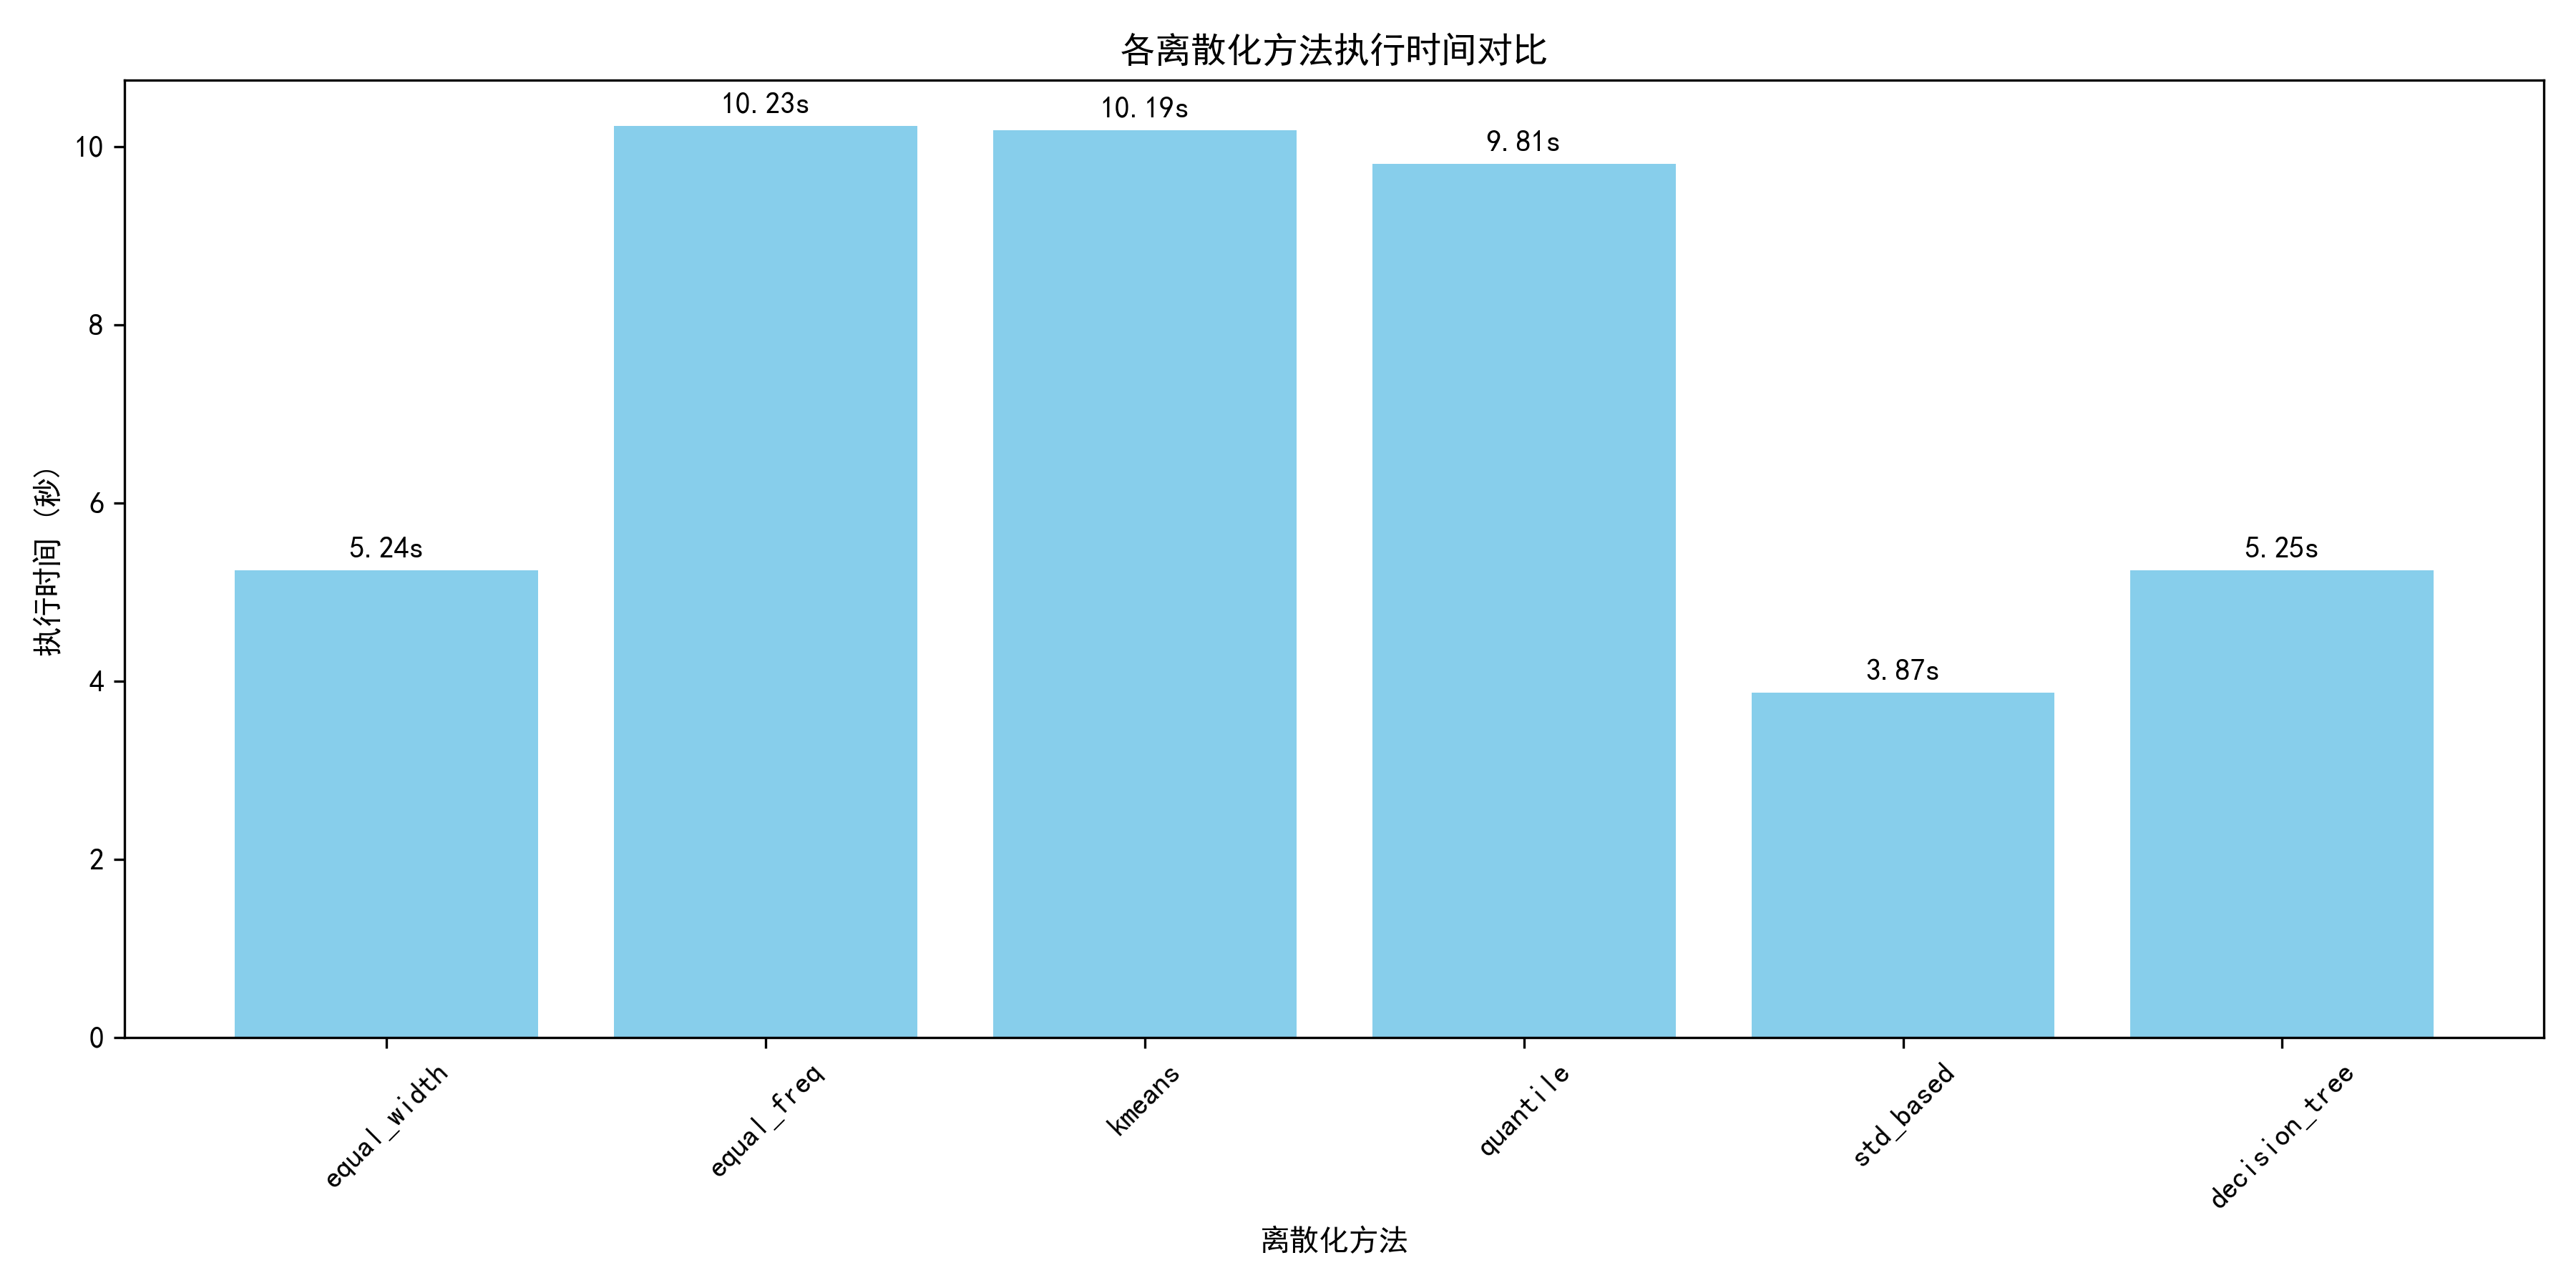 各离散化方法执行时间对比
执行时间 (秒)
10
8
6
4
2
0
5.24s
10.23s
10.19s
9.81s
3.87s
5.25s
equal_width
equal_freq
kmeans
quantile
std_based
decision_tree
离散化方法